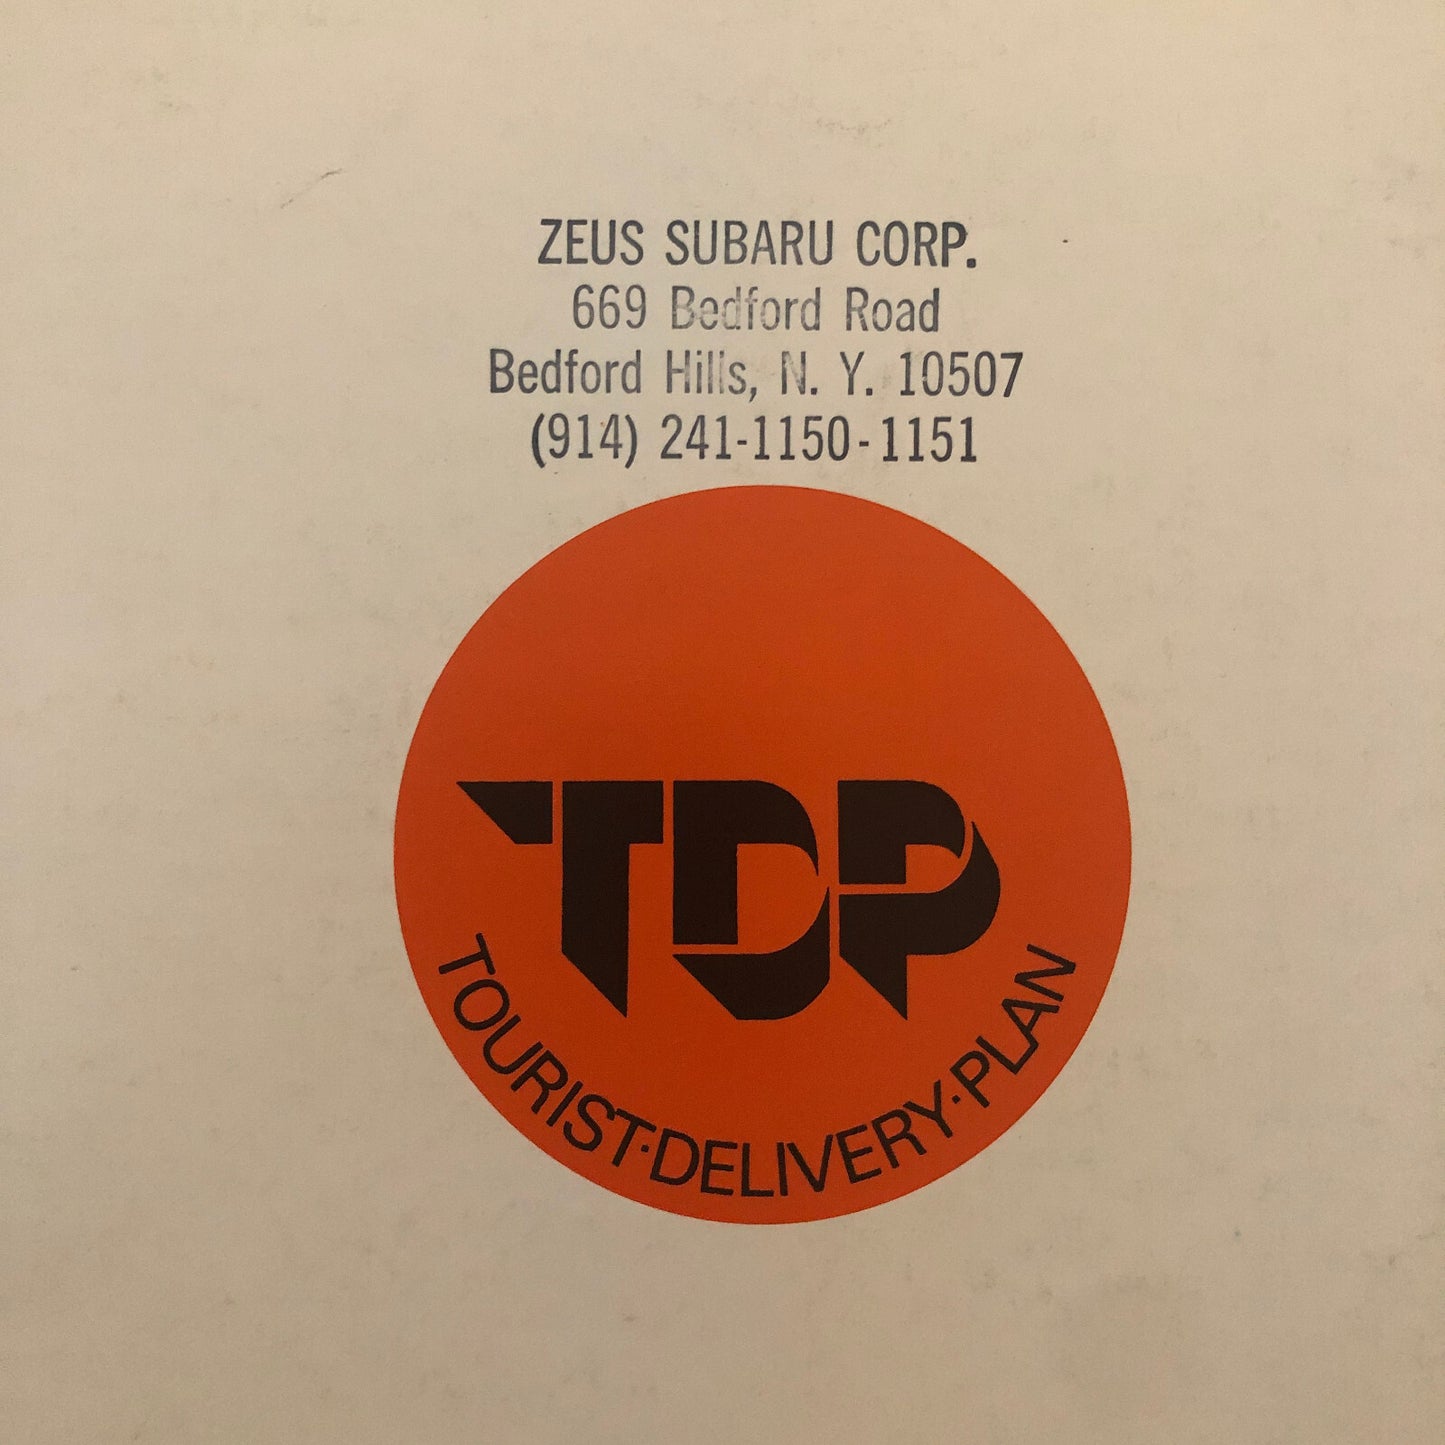 ZEUS SUBARU CORP.
669 Bedford Road
Bedford Hills, N. Y. 10507
(914) 241-1150-1151
TDP
TOURIST·DELIVERY·PLAN